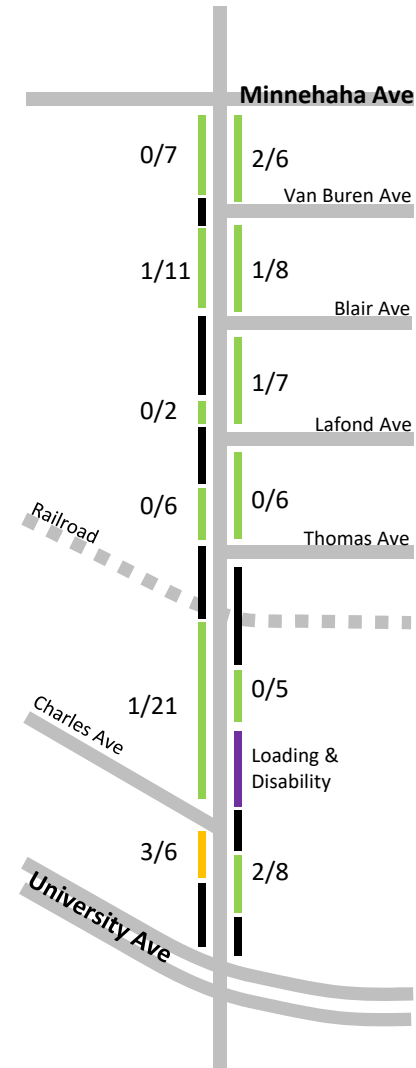 Minnehaha Ave
0/7
2/6
Van Buren Ave
1/11
1/8
Blair Ave
1/7
0/2
Lafond Ave
0/6
0/6
Railroad
Thomas Ave
0/5
1/21
Charles Ave
Loading &
Disability
3/6
2/8
University Ave